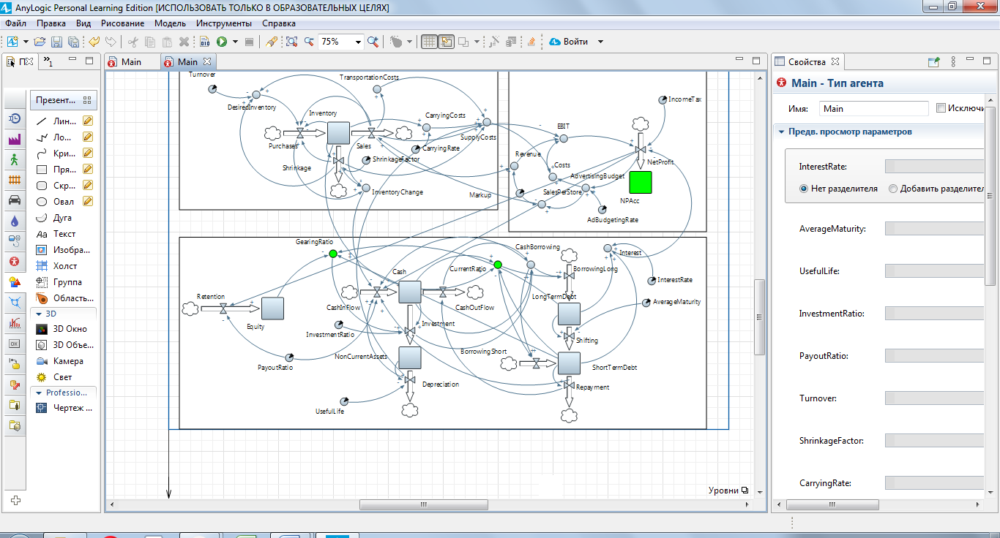 AnyLogic Personal Learning Edition [ИСПОЛЬЗОВАТЬ ТОЛЬКО В ОБРАЗОВАТЕЛЬНЫХ ЦЕЛЯХ]
Файл Правка Вид Рисование Модель Инструменты Справка
75% Войти
П
1
Main
Main
Презент...
Лин...
Ло...
Кри...
Пря...
Скр...
Овал
Дуга
Текст
Изобра...
Холст
Группа
Область...
3D
3D Окно
3D Объе...
Камера
Свет
Professio...
Чертеж ...
Turnover
TransportationCosts
DesiredInventory
Inventory
CarryingCosts
SupplyCosts
Purchases
Sales
CarryingRate
ShrinkageFactor
Shrinkage
InventoryChange
IncomeTax
EBIT
Revenue
NetProfit
Costs
AdvertisingBudget
Markup
SalesPerStore
NPAcc
AdBudgetingRate
GearingRatio
CashBorrowing
Interest
Cash
CurrentRatio
BorrowingLong
InterestRate
Retention
CashInFlow
CashOutFlow
LongTermDebt
AverageMaturity
Equity
Investment
InvestmentRatio
Shifting
NonCurrentAssets
BorrowingShort
PayoutRatio
ShortTermDebt
Depreciation
Repayment
UsefulLife
Уровни
Свойства
Main - Тип агента
Имя: Main Исключи
Предв. просмотр параметров
InterestRate:
Нет разделителя Добавить разделител
AverageMaturity:
UsefulLife:
InvestmentRatio:
PayoutRatio:
Turnover:
ShrinkageFactor:
CarryingRate: